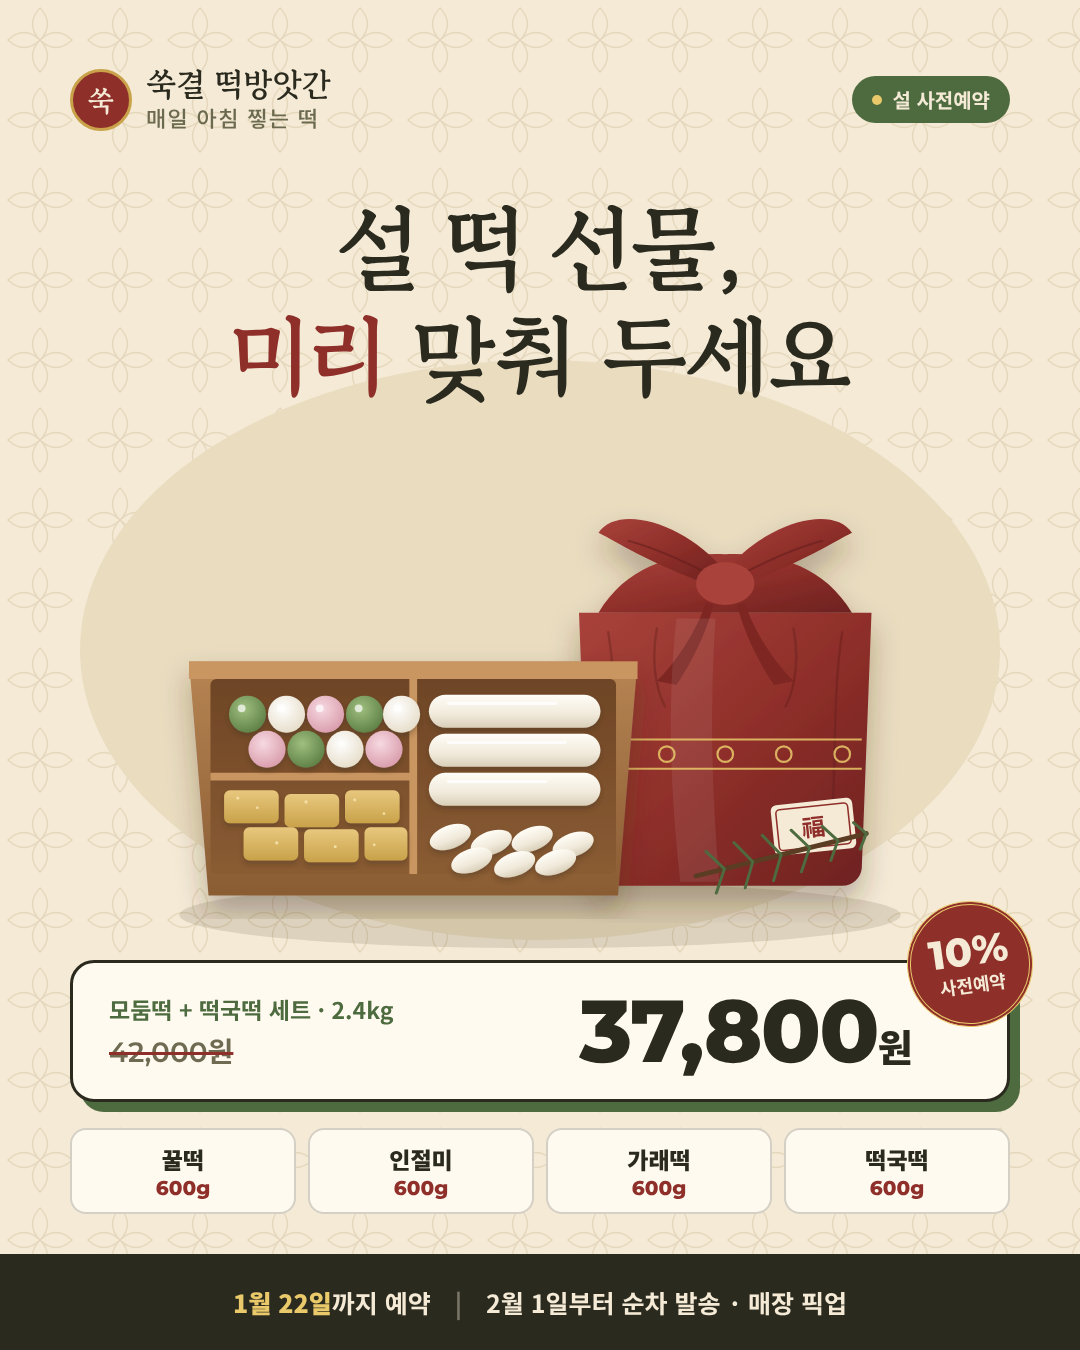 쑥
쑥결 떡방앗간
매일 아침 찧는 떡
설 사전예약
설 떡 선물,
미리 맞춰 두세요
福
10%
사전예약
모둠떡 + 떡국떡 세트 · 2.4kg
42,000원
37,800원
꿀떡
600g
인절미
600g
가래떡
600g
떡국떡
600g
1월 22일까지 예약 | 2월 1일부터 순차 발송 · 매장 픽업